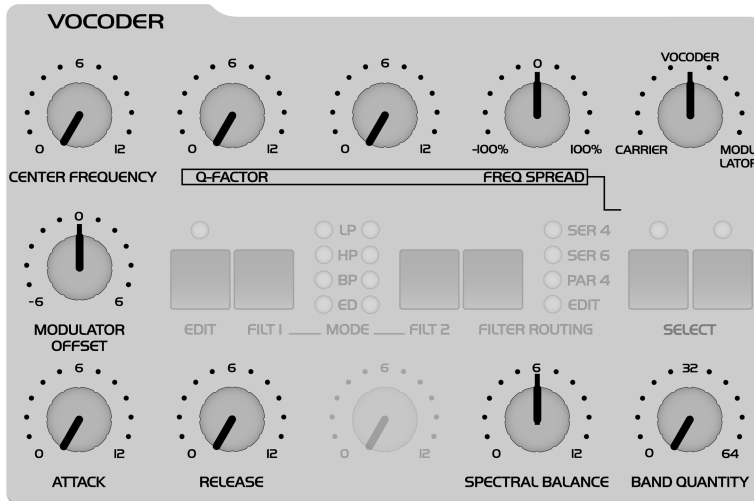 VOCODER
6 6 6 0 VOCODER
0 12 0 12 0 12 -100% 100% CARRIER MODU
LATOR
CENTER FREQUENCY Q-FACTOR FREQ SPREAD
0 LP SER 4
HP SER 6
-6 6 BP PAR 4
ED EDIT
MODULATOR
OFFSET EDIT FILT 1 MODE FILT 2 FILTER ROUTING SELECT
6 6 6 6 32
0 12 0 12 0 12 0 12 0 64
ATTACK RELEASE SPECTRAL BALANCE BAND QUANTITY